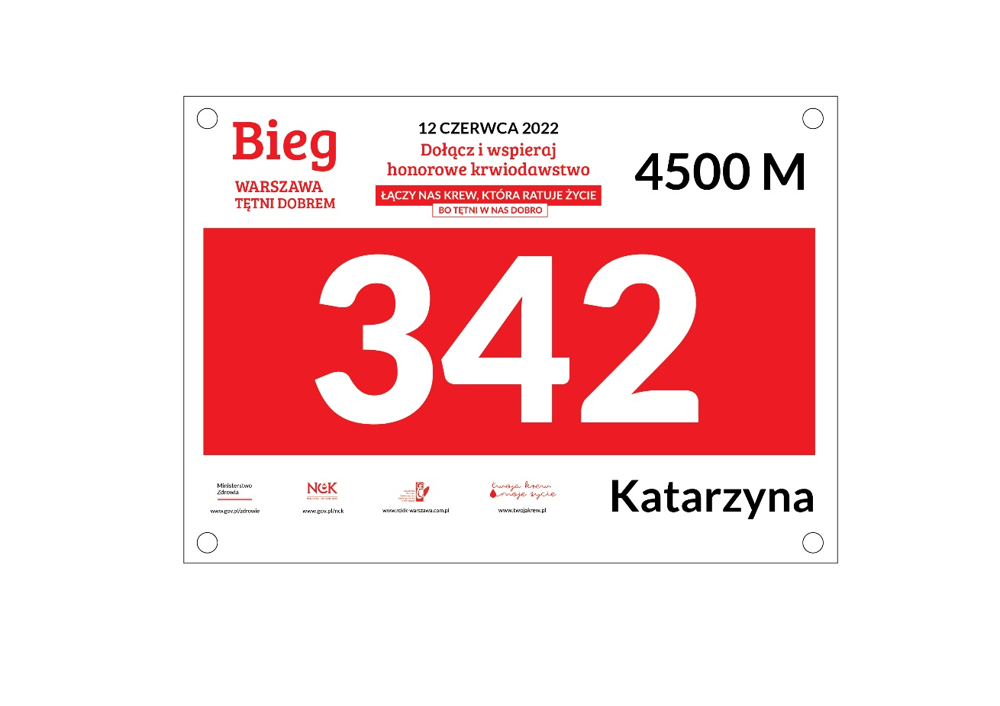 Bieg
WARSZAWA
TĘTNI DOBREM
12 CZERWCA 2022
Dołącz i wspieraj
honorowe krwiodawstwo
ŁĄCZY NAS KREW, KTÓRA RATUJE ŻYCIE
BO TĘTNI W NAS DOBRO
4500 M
342
Ministerstwo
Zdrowia
www.gov.pl/zdrowie
NCK
www.gov.pl/nck
www.rckik-warszawa.com.pl
twoja krew
moje życie
www.twojakrew.pl
Katarzyna